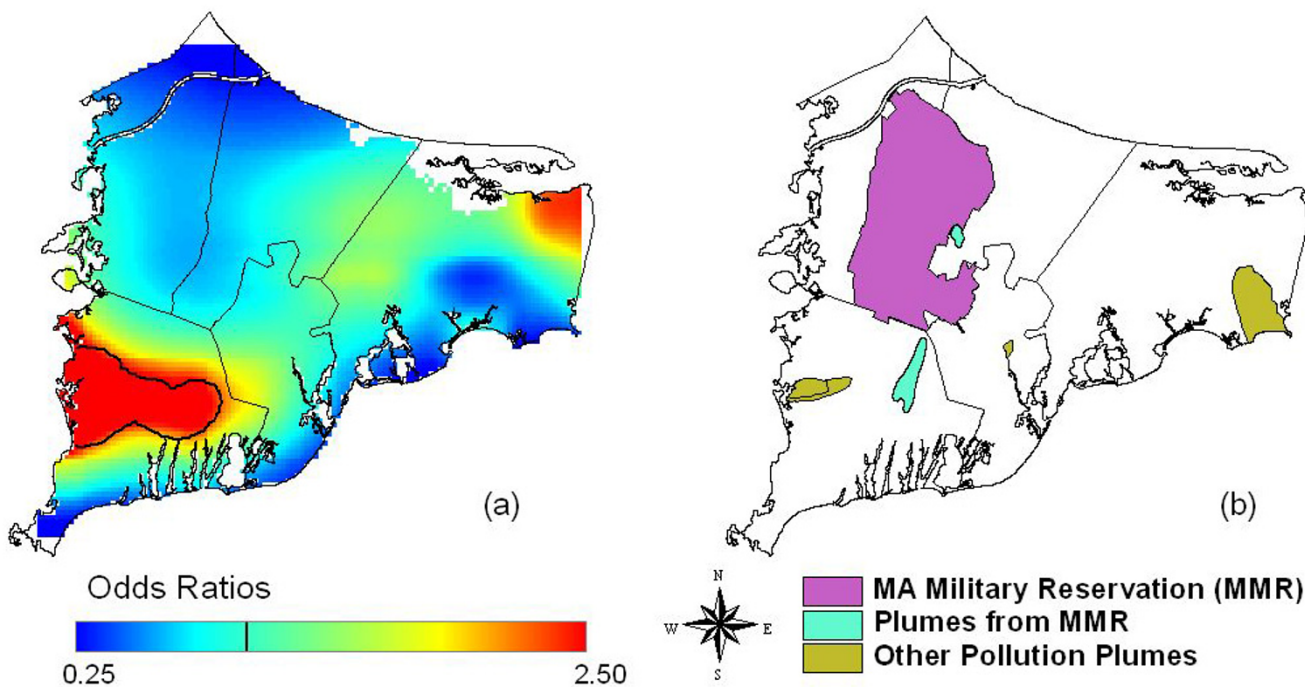 (a)
(b)
Odds Ratios
0.25
2.50
N
W
E
S
MA Military Reservation (MMR)
Plumes from MMR
Other Pollution Plumes